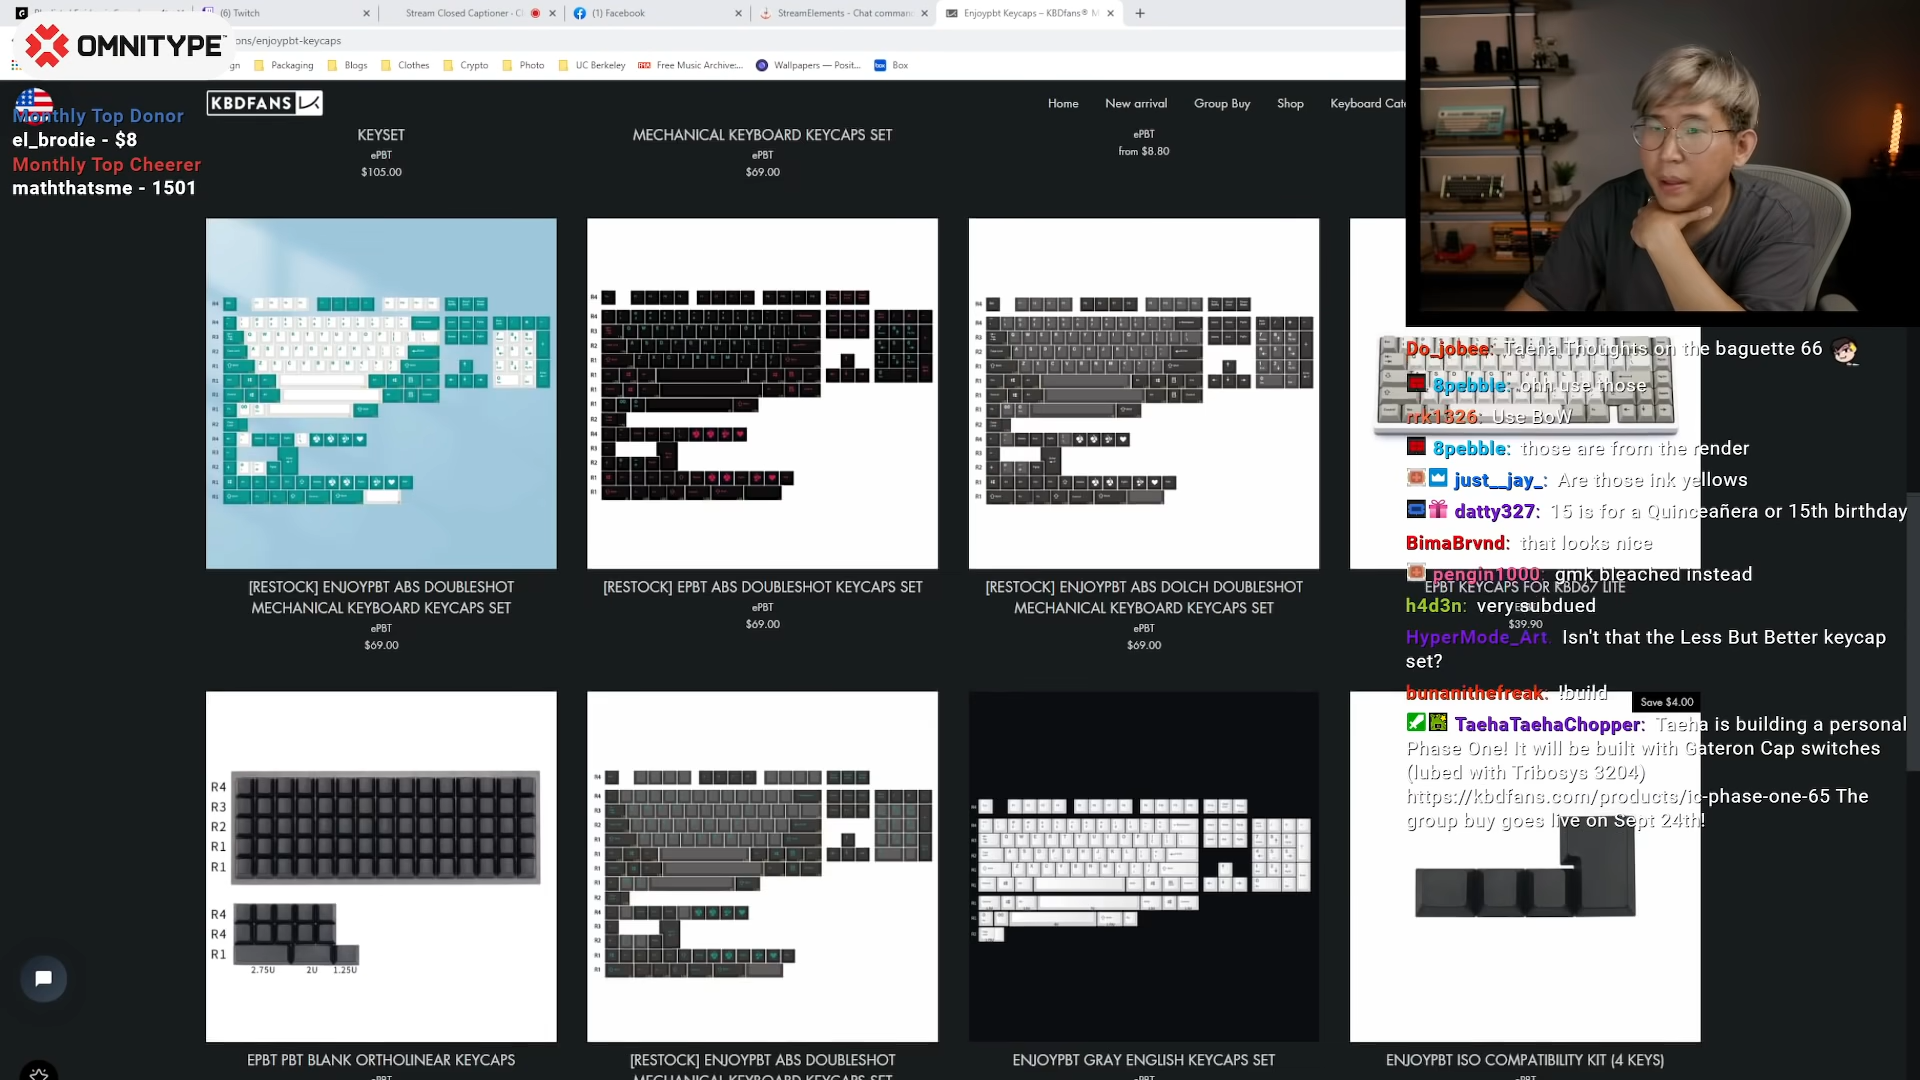 (6) Twitch
Stream Closed Captioner - C
(1) Facebook
StreamElements - Chat comman
Enjoypbt Keycaps – KBDfans® M
OMNITYPE™
ons/enjoypbt-keycaps
gn
Packaging
Blogs
Clothes
Crypto
Photo
UC Berkeley
Free Music Archive:...
Wallpapers — Posit...
Box
Monthly Top Donor
el_brodie - $8
Monthly Top Cheerer
maththatsme - 1501
KBDFANS
Home
New arrival
Group Buy
Shop
Keyboard Cate
KEYSET
ePBT
$105.00
MECHANICAL KEYBOARD KEYCAPS SET
ePBT
$69.00
ePBT
from $8.80
[RESTOCK] ENJOYPBT ABS DOUBLESHOT
MECHANICAL KEYBOARD KEYCAPS SET
ePBT
$69.00
[RESTOCK] EPBT ABS DOUBLESHOT KEYCAPS SET
ePBT
$69.00
[RESTOCK] ENJOYPBT ABS DOLCH DOUBLESHOT
MECHANICAL KEYBOARD KEYCAPS SET
ePBT
$69.00
EPBT KEYCAPS FOR KBD67 LITE
$39.90
Do_jobee: Taeha Thoughts on the baguette 66
8pebble: ohh use those
rrk1326: Use BoW
8pebble: those are from the render
just__jay_: Are those ink yellows
datty327: 15 is for a Quinceañera or 15th birthday
BimaBrvnd: that looks nice
pengin1000: gmk bleached instead
h4d3n: very subdued
HyperMode_Art: Isn't that the Less But Better keycap
set?
bunanithefreak: !build
TaehaTaehaChopper: Taeha is building a personal
Phase One! It will be built with Gateron Cap switches
(lubed with Tribosys 3204)
https://kbdfans.com/products/ic-phase-one-65 The
group buy goes live on Sept 24th!
Save $4.00
R4
R3
R2
R1
R1
R4
R4
R1
2.75U
2U
1.25U
EPBT PBT BLANK ORTHOLINEAR KEYCAPS
[RESTOCK] ENJOYPBT ABS DOUBLESHOT
MECHANICAL KEYBOARD KEYCAPS SET
ENJOYPBT GRAY ENGLISH KEYCAPS SET
ENJOYPBT ISO COMPATIBILITY KIT (4 KEYS)